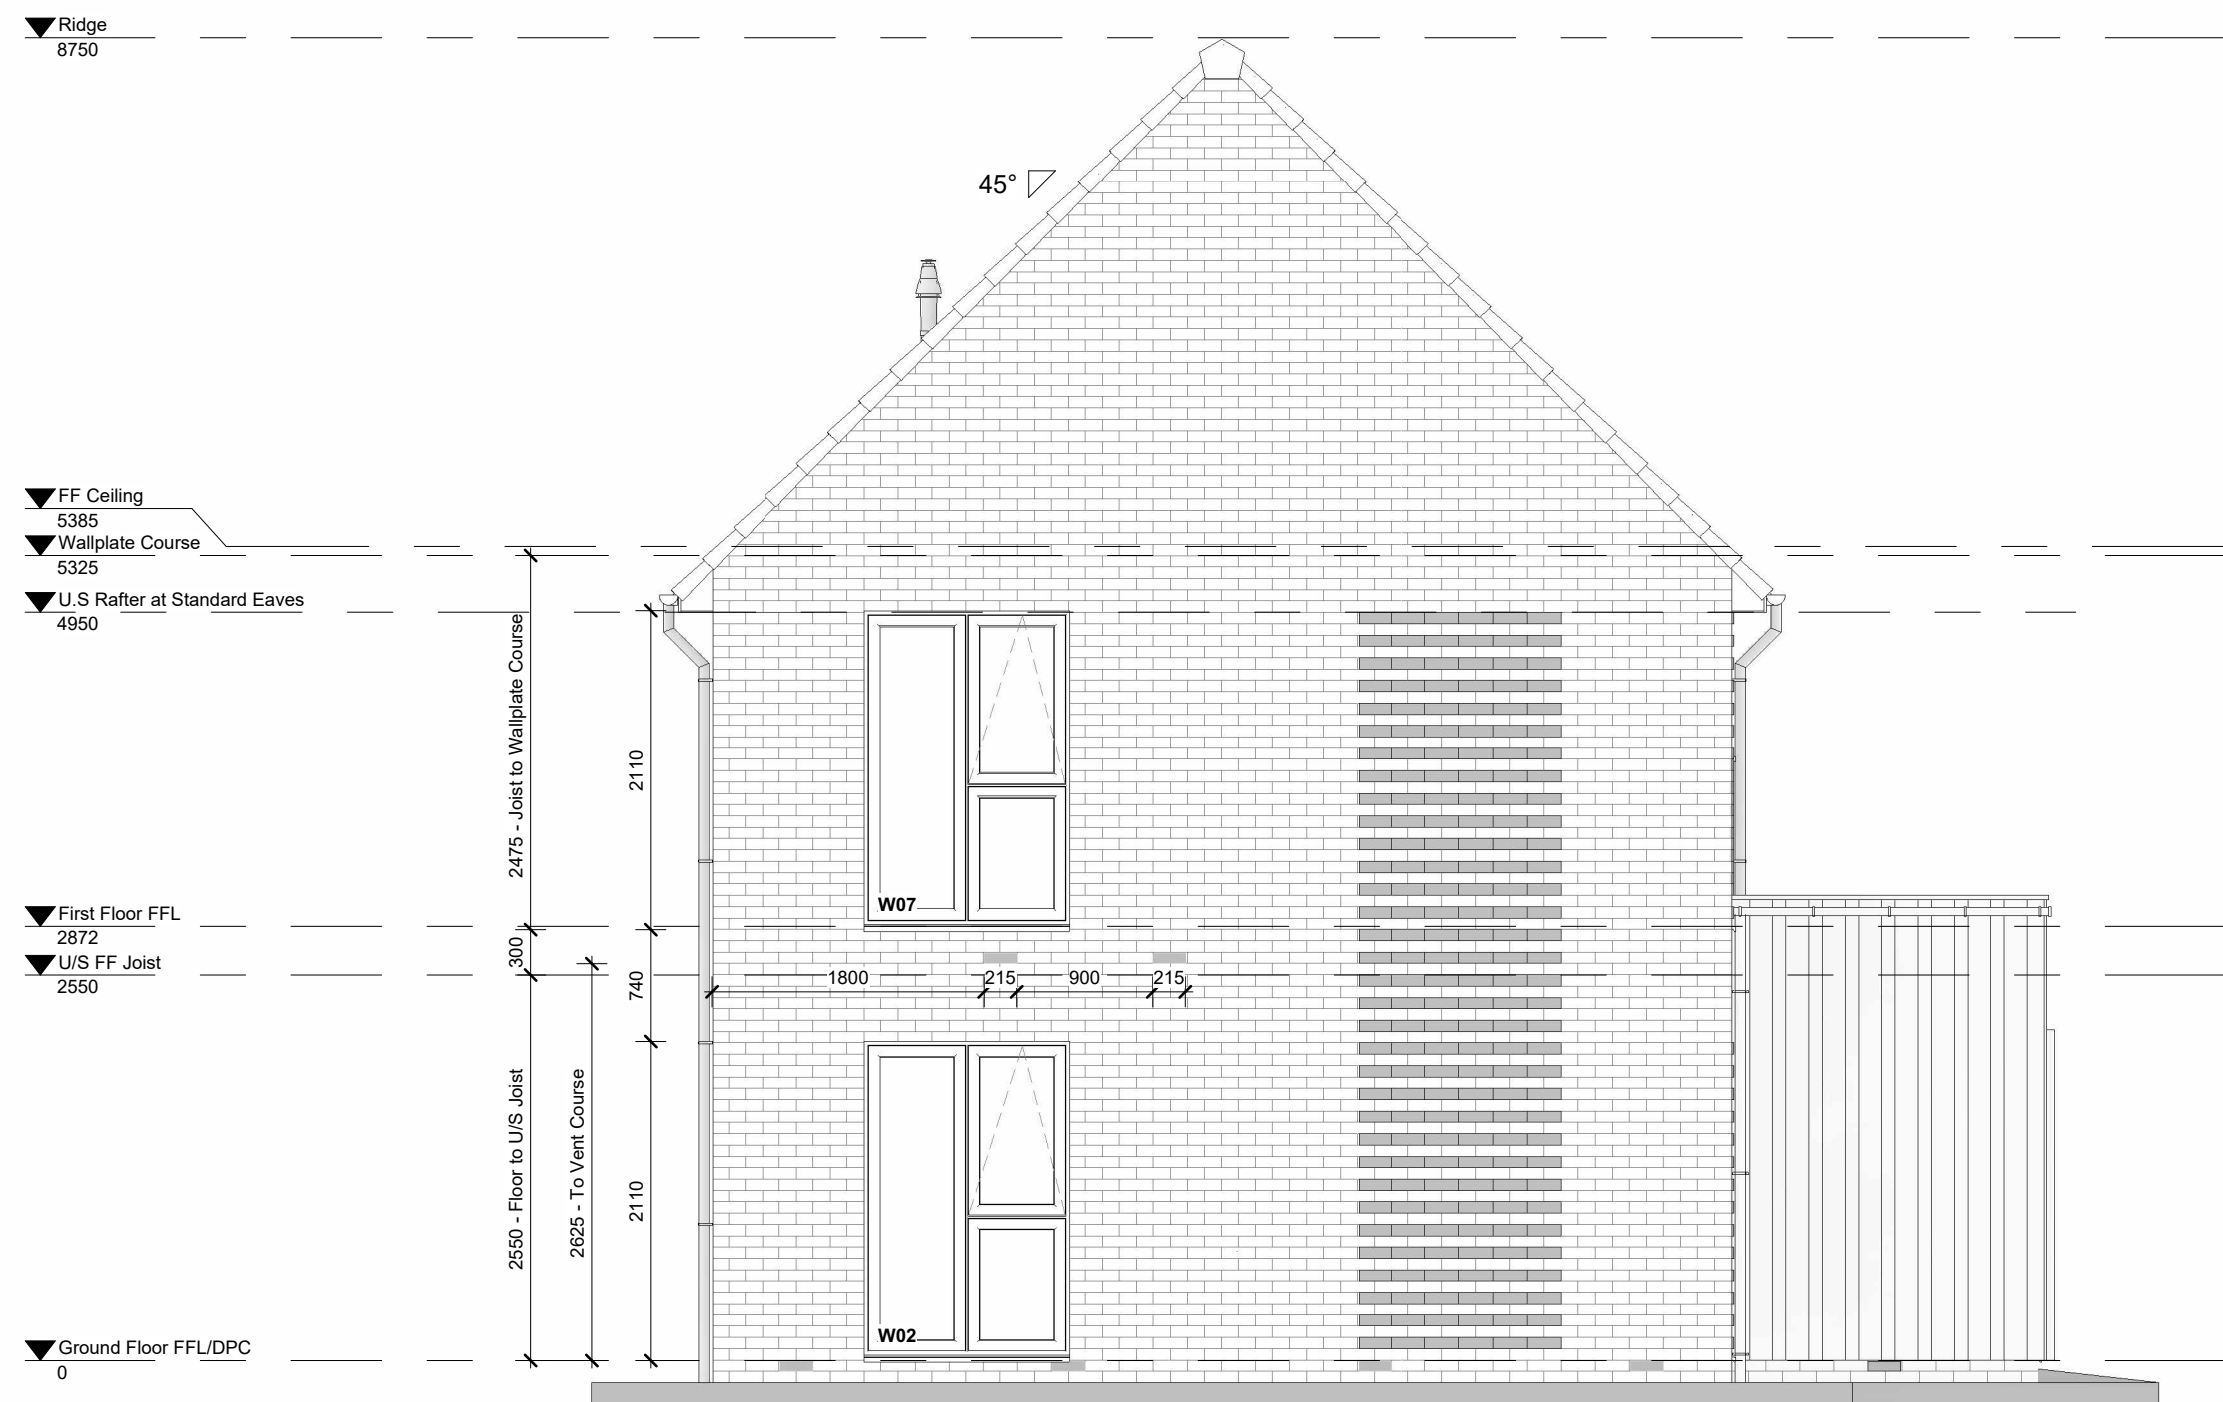 Ridge
8750
45°
FF Ceiling
5385
Wallplate Course
5325
U.S Rafter at Standard Eaves
4950
2475 - Joist to Wallplate Course
2110
W07
First Floor FFL
2872
300
U/S FF Joist
2550
740
1800
215
900
215
2550 - Floor to U/S Joist
2625 - To Vent Course
2110
W02
Ground Floor FFL/DPC
0